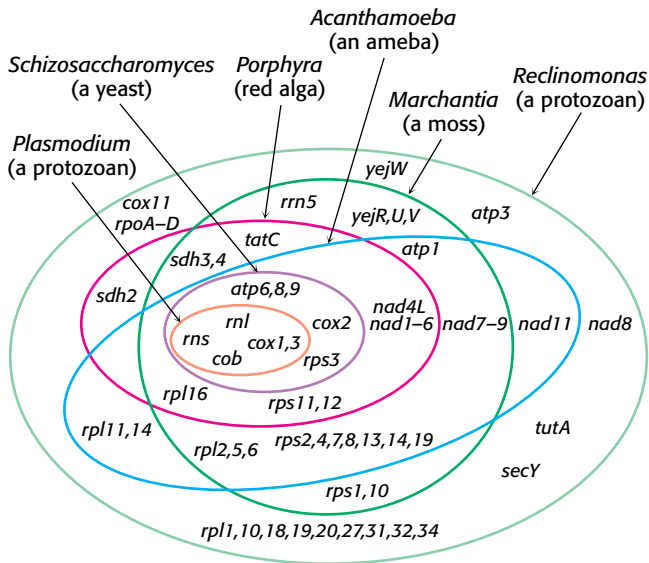 Acanthamoeba
(an ameba)
Schizosaccharomyces
(a yeast)
Porphyra
(red alga)
Reclinomonas
(a protozoan)
Marchantia
(a moss)
Plasmodium
(a protozoan)
yejW
cox11
rpoA–D
rrn5
yejR,U,V
atp3
tatC
atp1
sdh3,4
sdh2
atp6,8,9
nad4L
nad1–6
nad7–9
nad11
nad8
rnl
cox2
rns
cox1,3
cob
rps3
rpl16
rps11,12
rpl11,14
rpl2,5,6
rps2,4,7,8,13,14,19
tutA
secY
rps1,10
rpl1,10,18,19,20,27,31,32,34